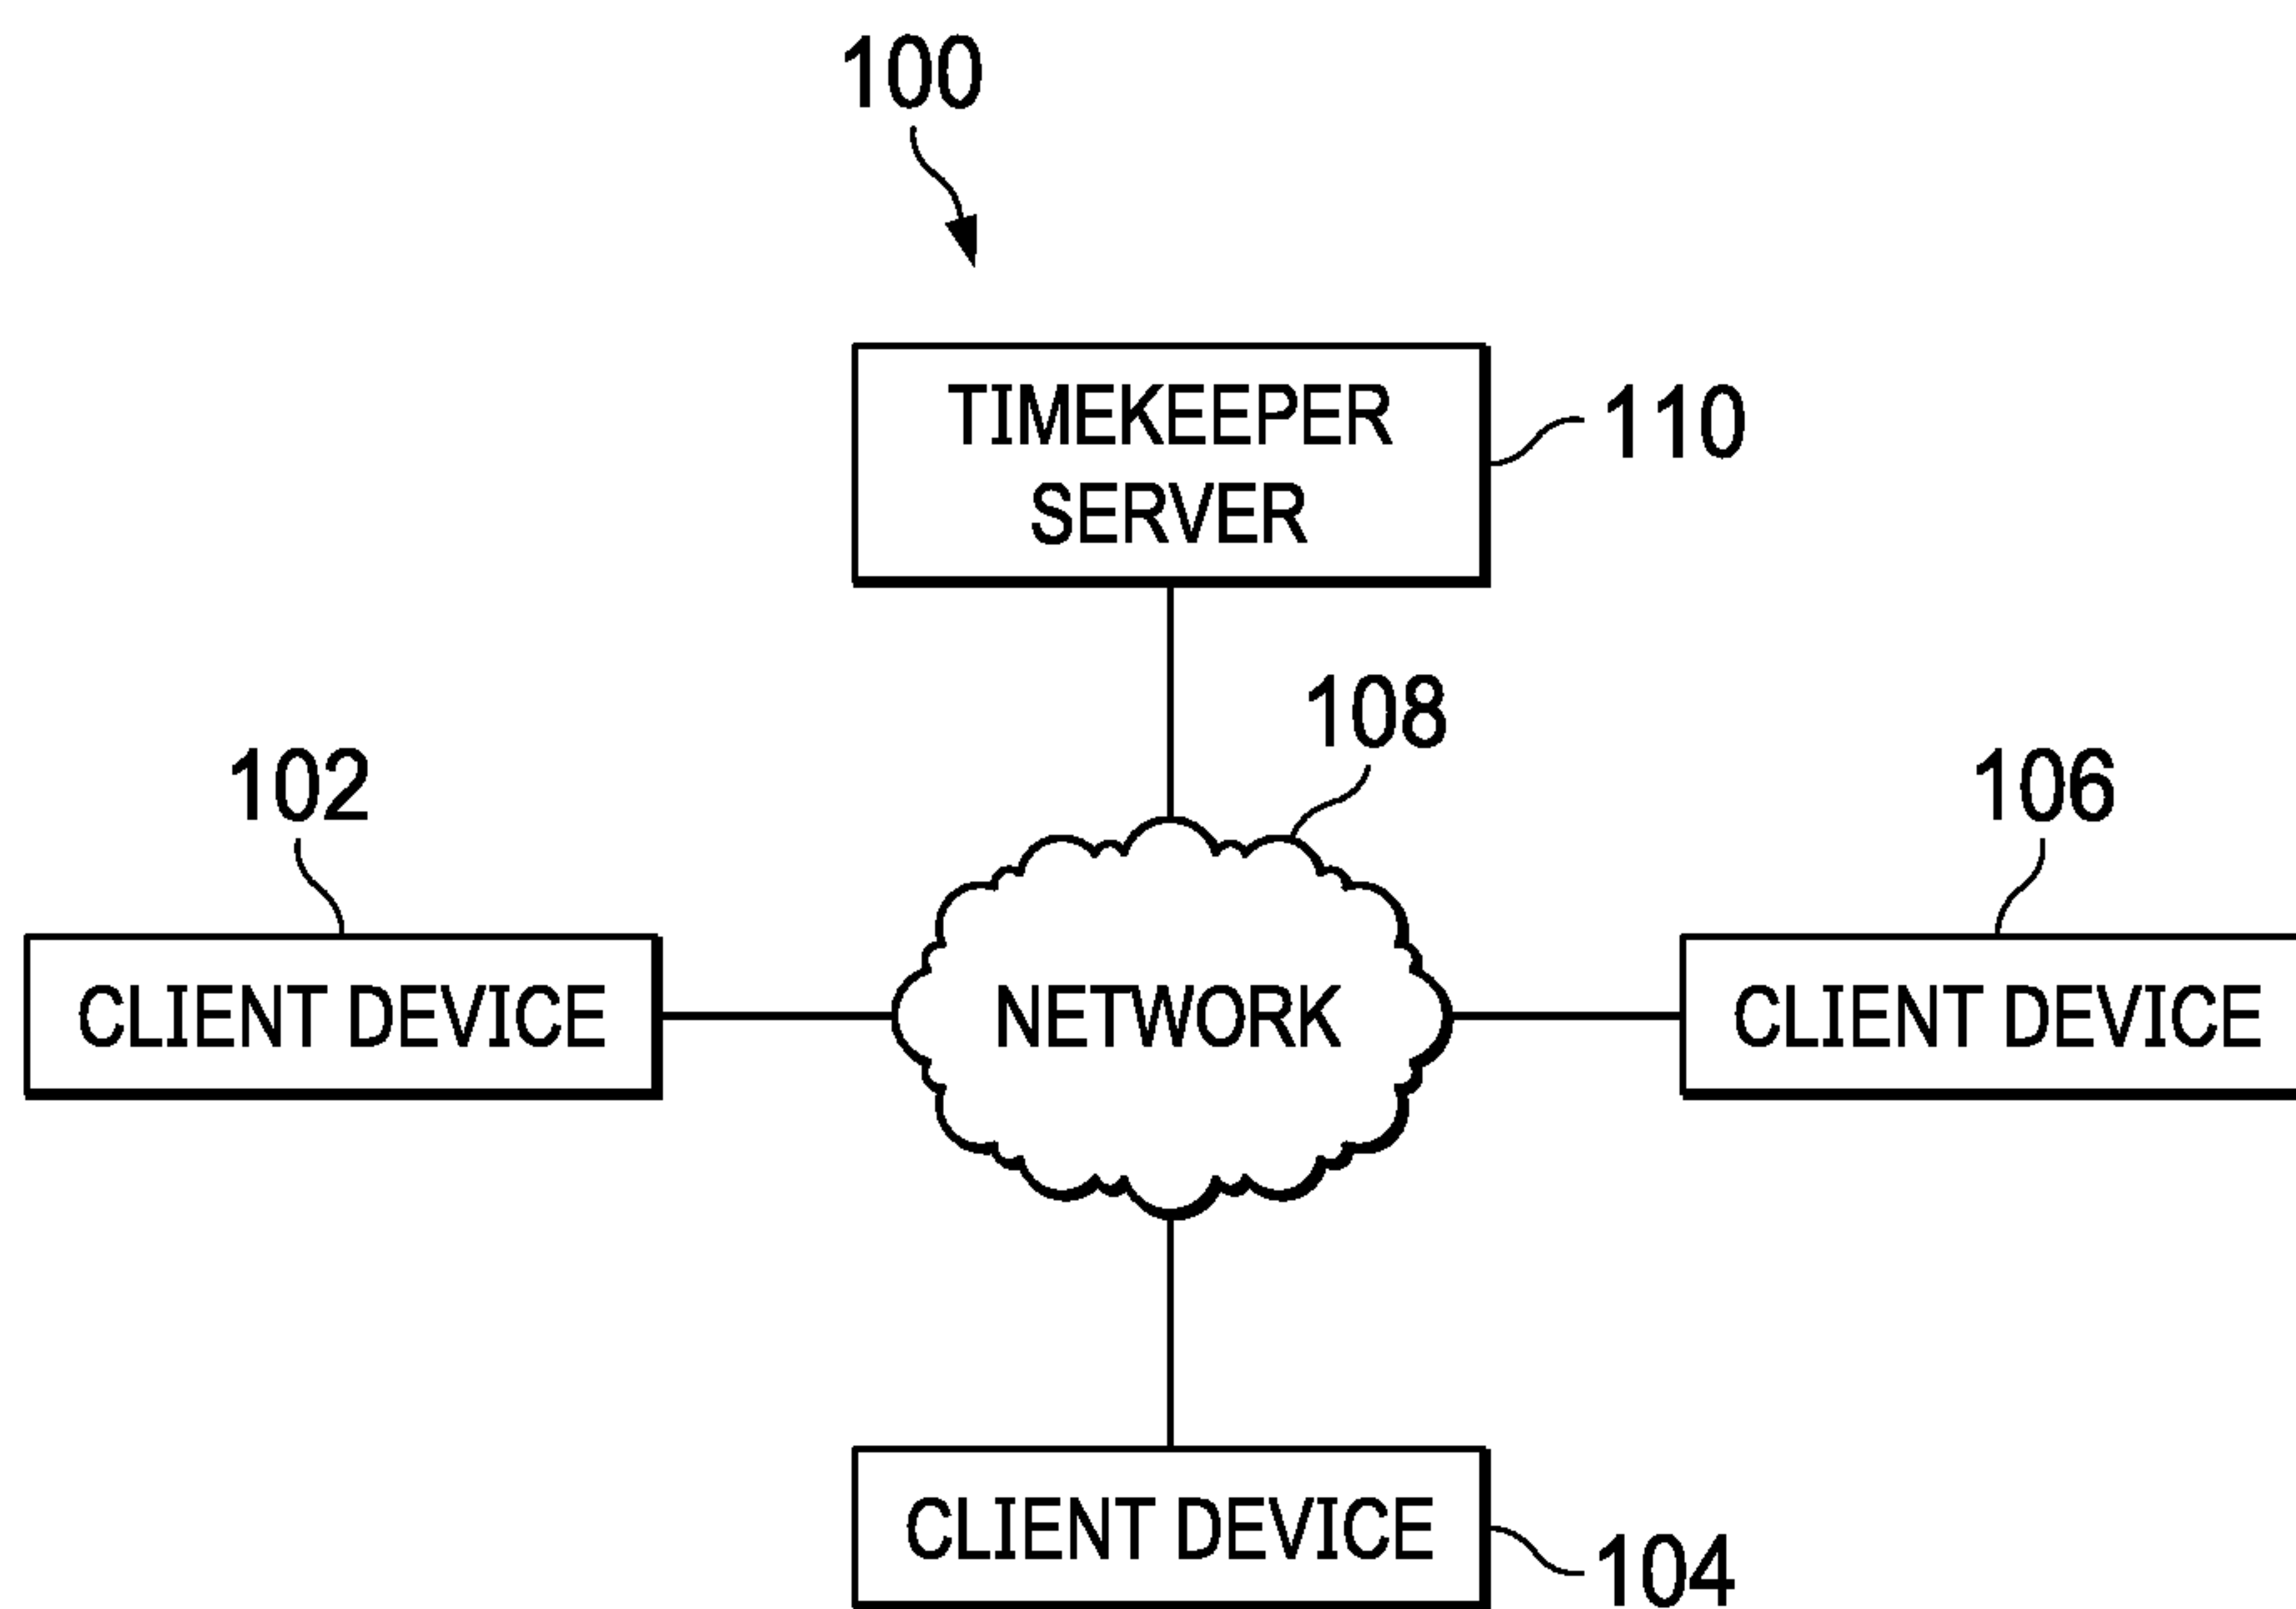 100
TIMEKEEPER
SERVER
110
108
102
106
CLIENT DEVICE
NETWORK
CLIENT DEVICE
CLIENT DEVICE
104